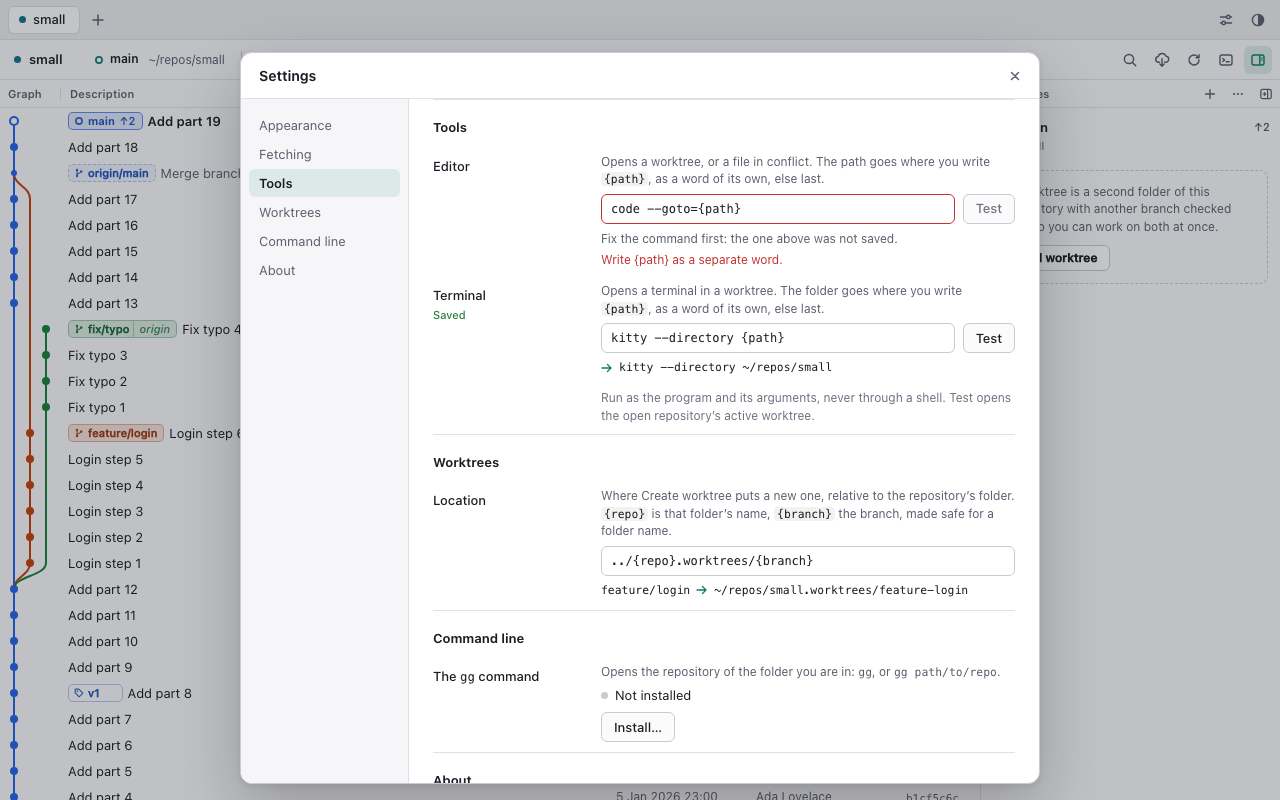 small
small
main
~/repos/small
Settings
Graph
Description
main ↑2
Add part 19
Add part 18
origin/main
Merge branch
Add part 17
Add part 16
Add part 15
Add part 14
Add part 13
fix/typo
origin
Fix typo 4
Fix typo 3
Fix typo 2
Fix typo 1
feature/login
Login step 6
Login step 5
Login step 4
Login step 3
Login step 2
Login step 1
Add part 12
Add part 11
Add part 10
Add part 9
v1
Add part 8
Add part 7
Add part 6
Add part 5
Add part 4
Appearance
Fetching
Tools
Worktrees
Command line
About
Tools
Editor
Opens a worktree, or a file in conflict. The path goes where you write
{path}, as a word of its own, else last.
code --goto={path}
Test
Fix the command first: the one above was not saved.
Write {path} as a separate word.
Terminal
Saved
Opens a terminal in a worktree. The folder goes where you write
{path}, as a word of its own, else last.
kitty --directory {path}
Test
→ kitty --directory ~/repos/small
Run as the program and its arguments, never through a shell. Test opens
the open repository's active worktree.
Worktrees
Location
Where Create worktree puts a new one, relative to the repository's folder.
{repo} is that folder's name, {branch} the branch, made safe for a
folder name.
../{repo}.worktrees/{branch}
feature/login → ~/repos/small.worktrees/feature-login
Command line
The gg command
Opens the repository of the folder you are in: gg, or gg path/to/repo.
Not installed
Install...
About
5 Jan 2026 23:00
Ada Lovelace
b1cf5c6c
↑2
is a second folder of this
with another branch checked
you can work on both at once.
worktree